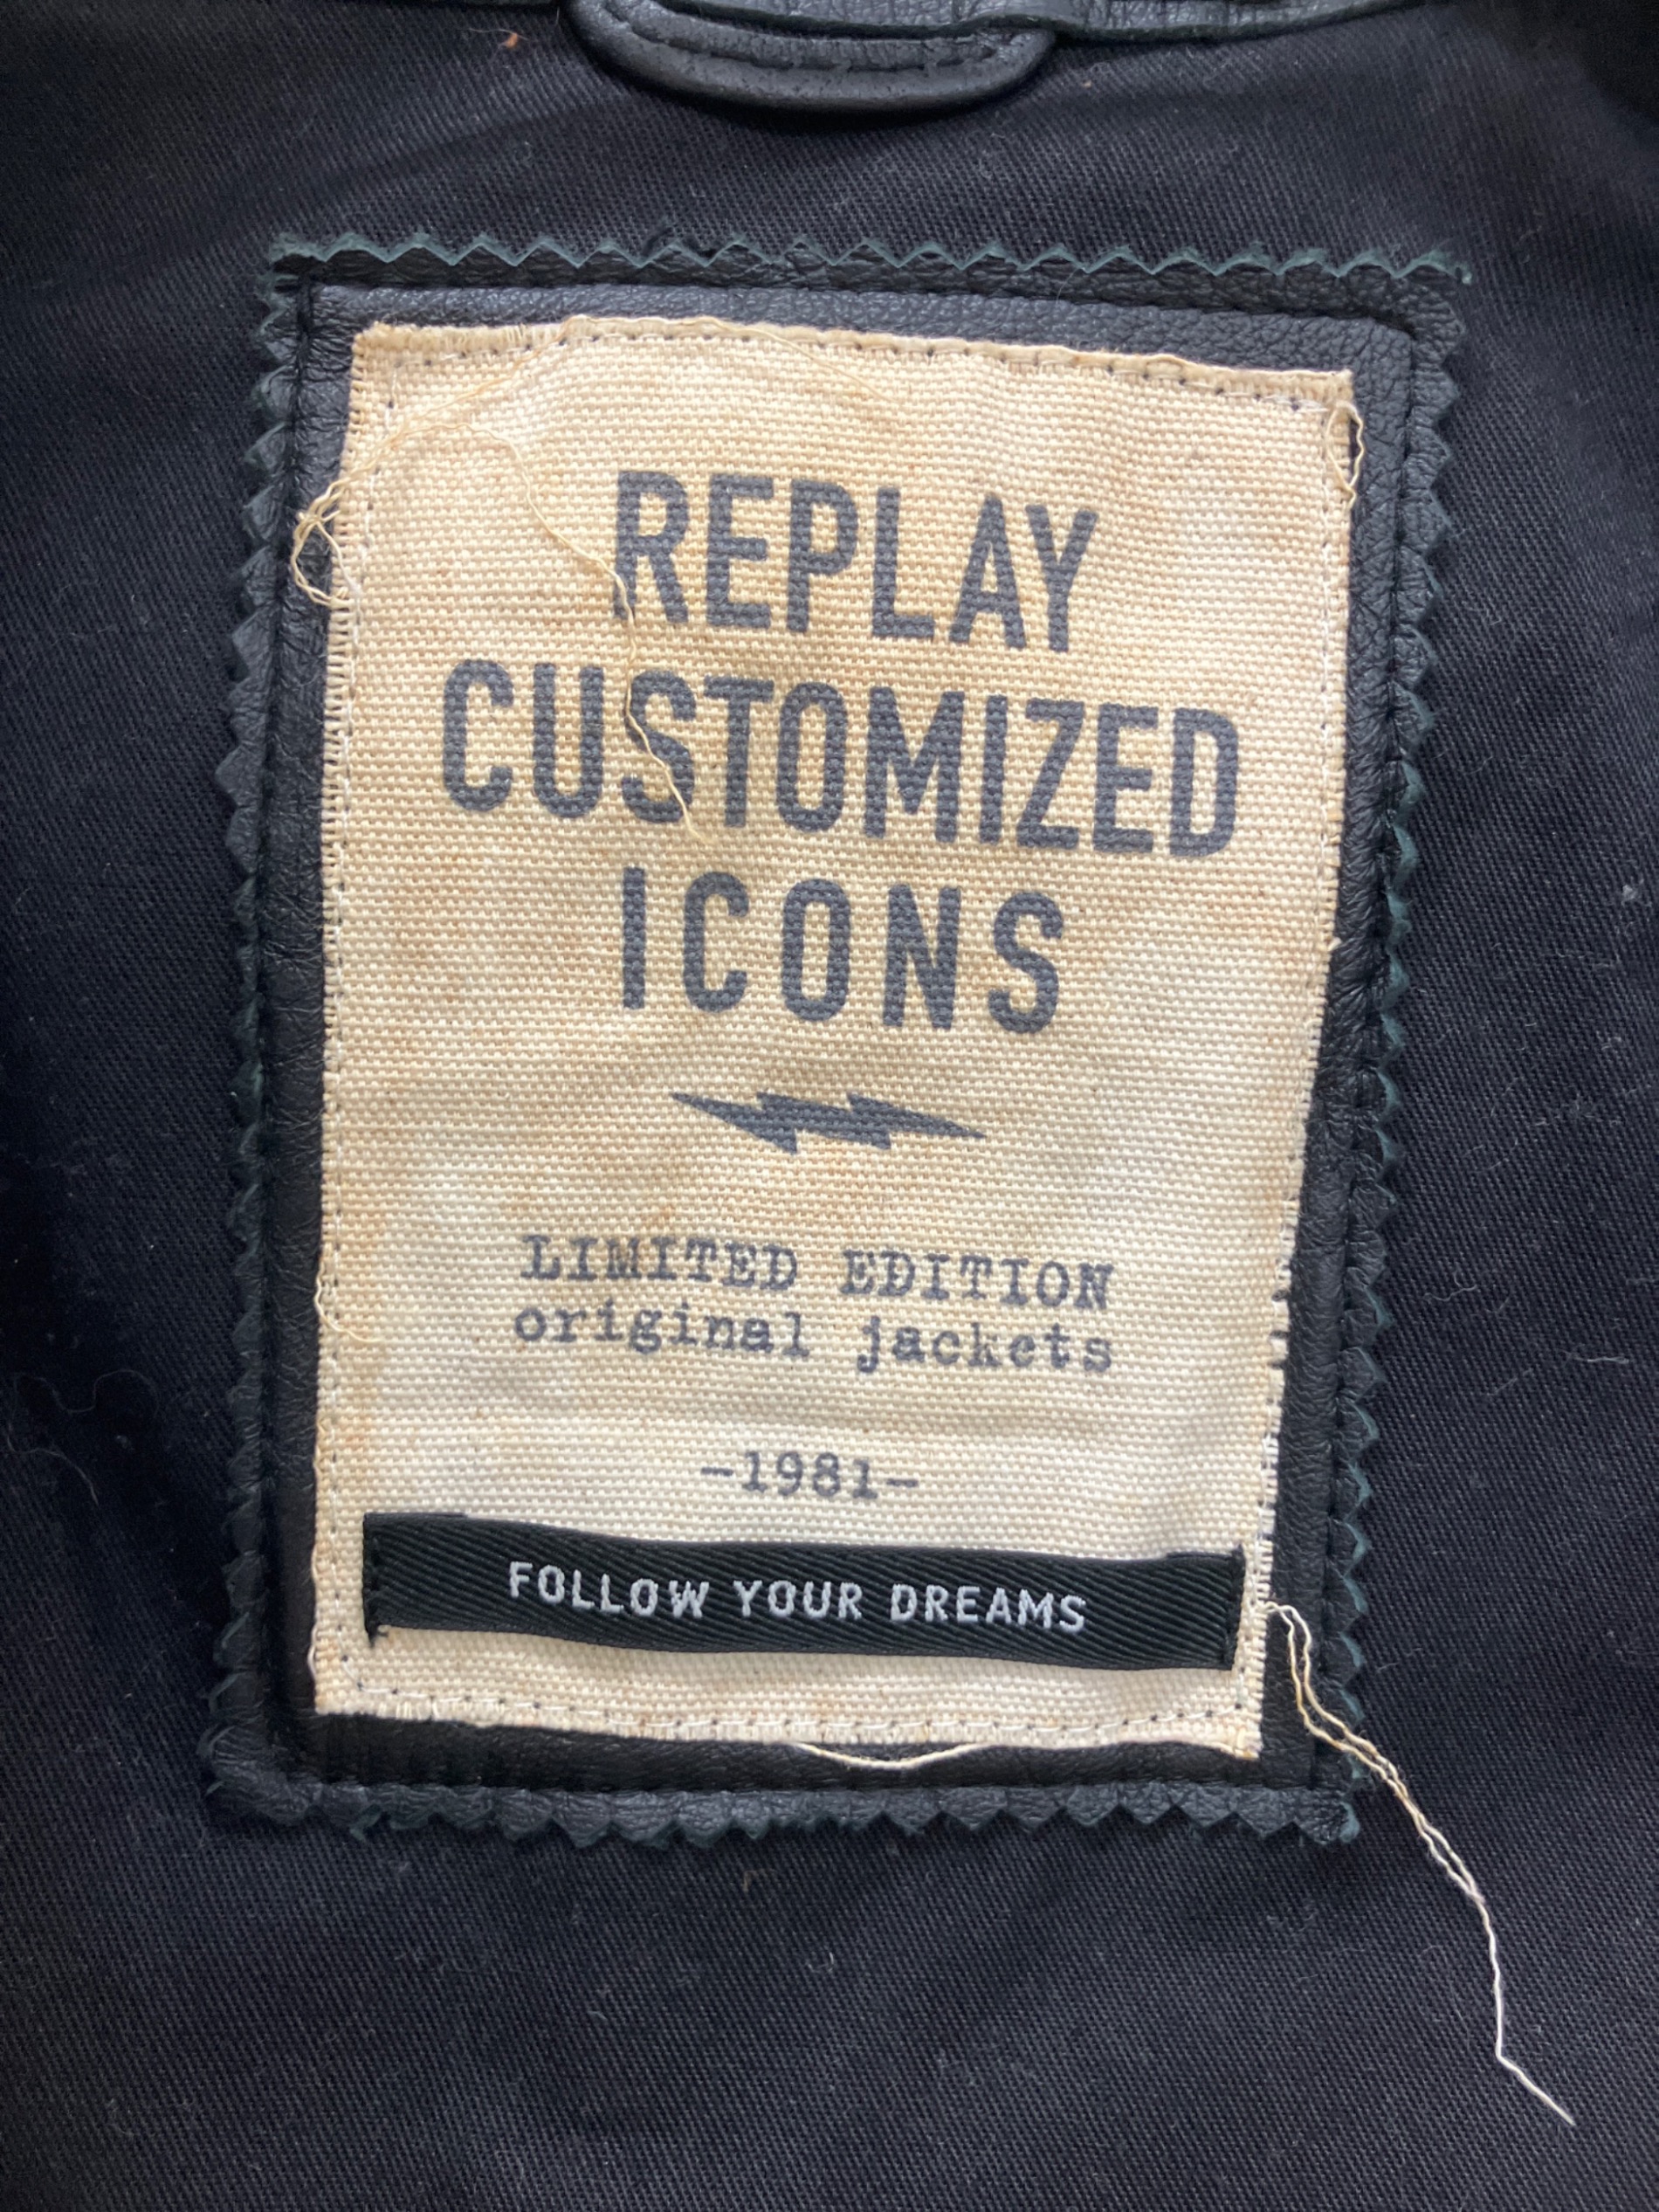 REPLAY
CUSTOMIZED
ICONS
LIMITED EDITION
original jackets
-1981-
FOLLOW YOUR DREAMS